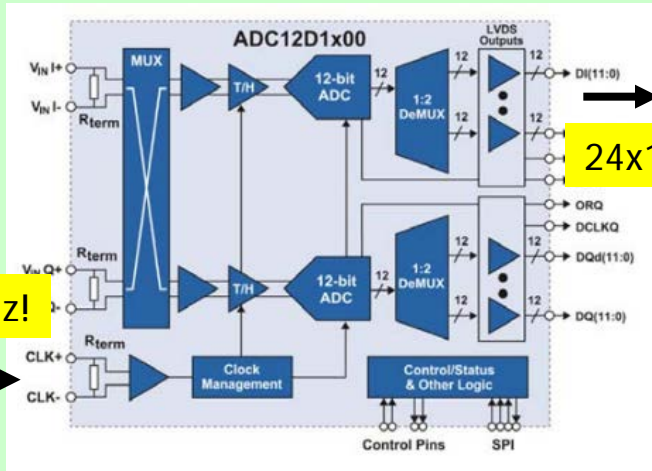 ADC12D1x00
LVDS
Outputs
MUX
VIN I+
VIN I-
Rterm
T/H
12-bit
ADC
12
1:2
DeMUX
12
12
12
12
DI(11:0)
24x1
ORQ
DCLKQ
Rterm
VIN Q+
Q-
z!
T/H
12-bit
ADC
12
1:2
DeMUX
12
12
12
12
DQd(11:0)
DQ(11:0)
Rterm
CLK+
CLK-
Clock
Management
Control/Status
& Other Logic
Control Pins
SPI